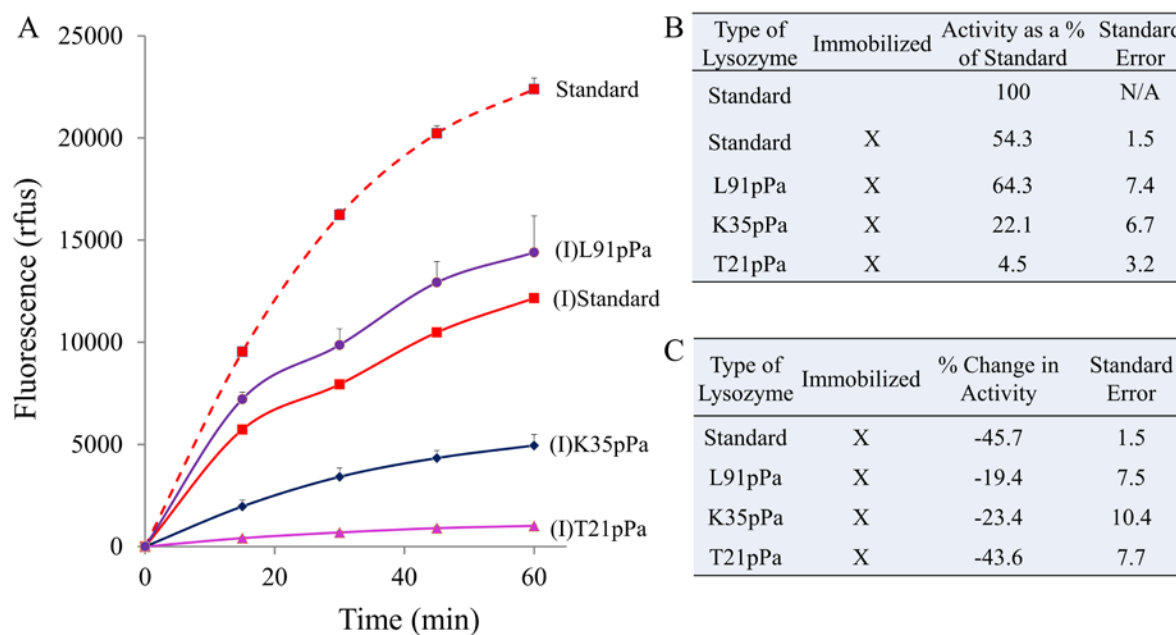 A
25000
20000
15000
10000
5000
0
0
20
40
60
Fluorescence (rfus)
Time (min)
Standard
(I)L91pPa
(I)Standard
(I)K35pPa
(I)T21pPa
B
Type of Lysozyme Immobilized Activity as a % of Standard Standard Error
Standard 100 N/A
Standard X 54.3 1.5
L91pPa X 64.3 7.4
K35pPa X 22.1 6.7
T21pPa X 4.5 3.2
C
Type of Lysozyme Immobilized % Change in Activity Standard Error
Standard X -45.7 1.5
L91pPa X -19.4 7.5
K35pPa X -23.4 10.4
T21pPa X -43.6 7.7